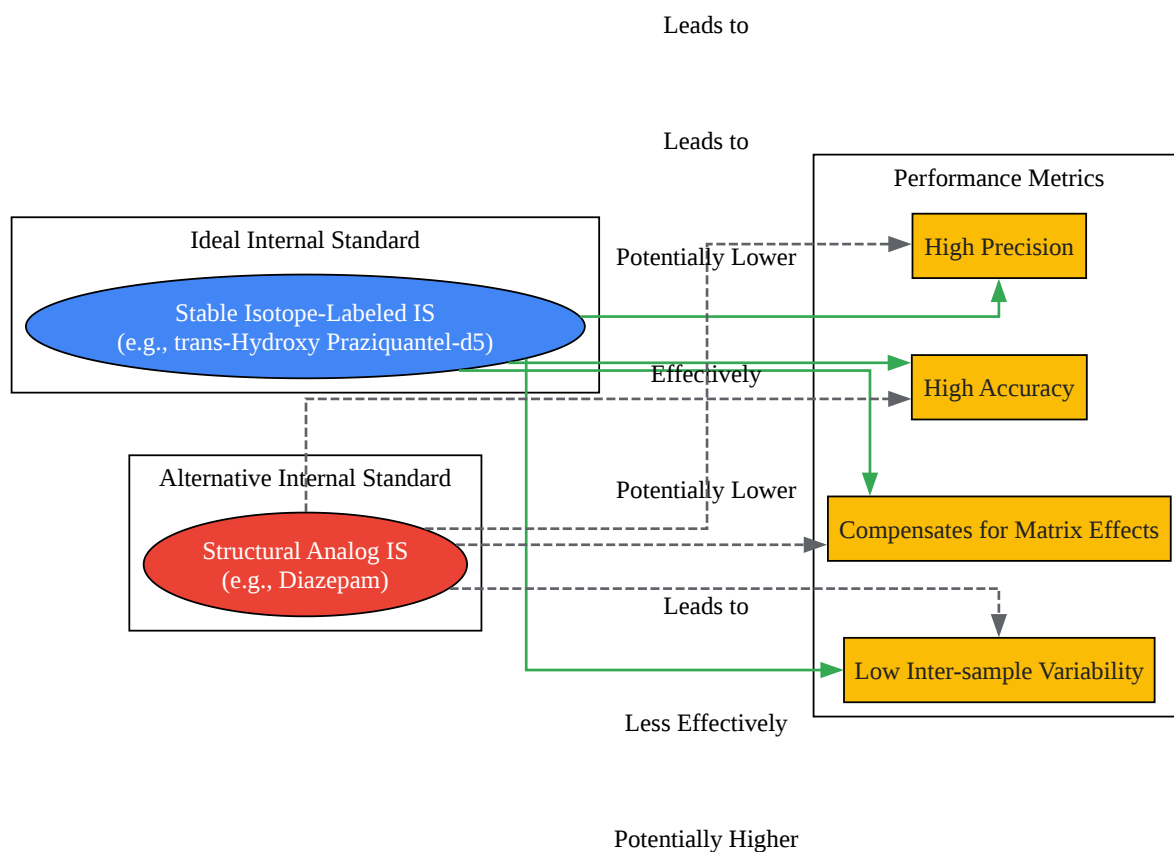 Leads to
Leads to
Performance Metrics
Ideal Internal Standard
High Precision
Potentially Lower
Stable Isotope-Labeled IS
(e.g., trans-Hydroxy Praziquantel-d5)
Effectively
High Accuracy
Alternative Internal Standard
Potentially Lower
Compensates for Matrix Effects
Structural Analog IS
(e.g., Diazepam)
Leads to
Low Inter-sample Variability
Less Effectively
Potentially Higher